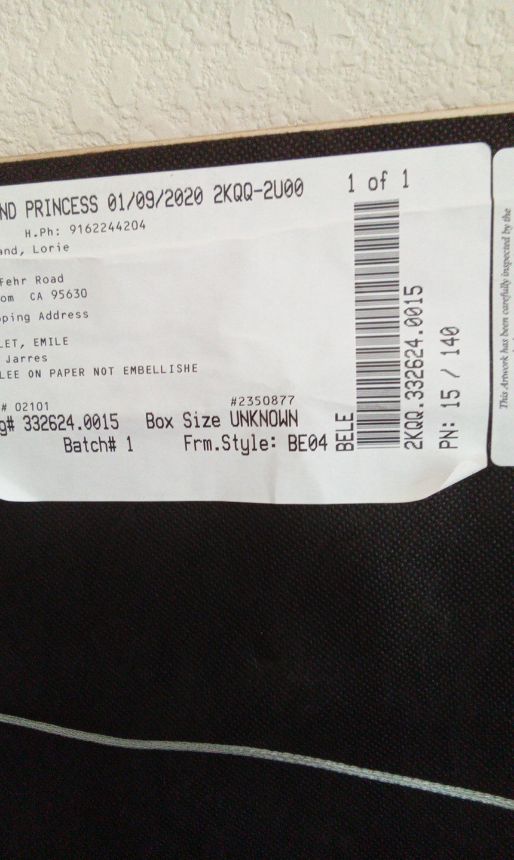 ND PRINCESS 01/09/2020 2KQQ-2U00
1 of 1
H.Ph: 9162244204
and, Lorie
Fehr Road
om CA 95630
ping Address
LET, EMILE
Jarres
LEE ON PAPER NOT EMBELLISHE
# 02101
#2350877
g# 332624.0015 Box Size UNKNOWN
Batch# 1 Frm.Style: BE04
BELE
2KQQ.332624.0015
PN: 15 / 140
This Artwork has been carefully inspected by the